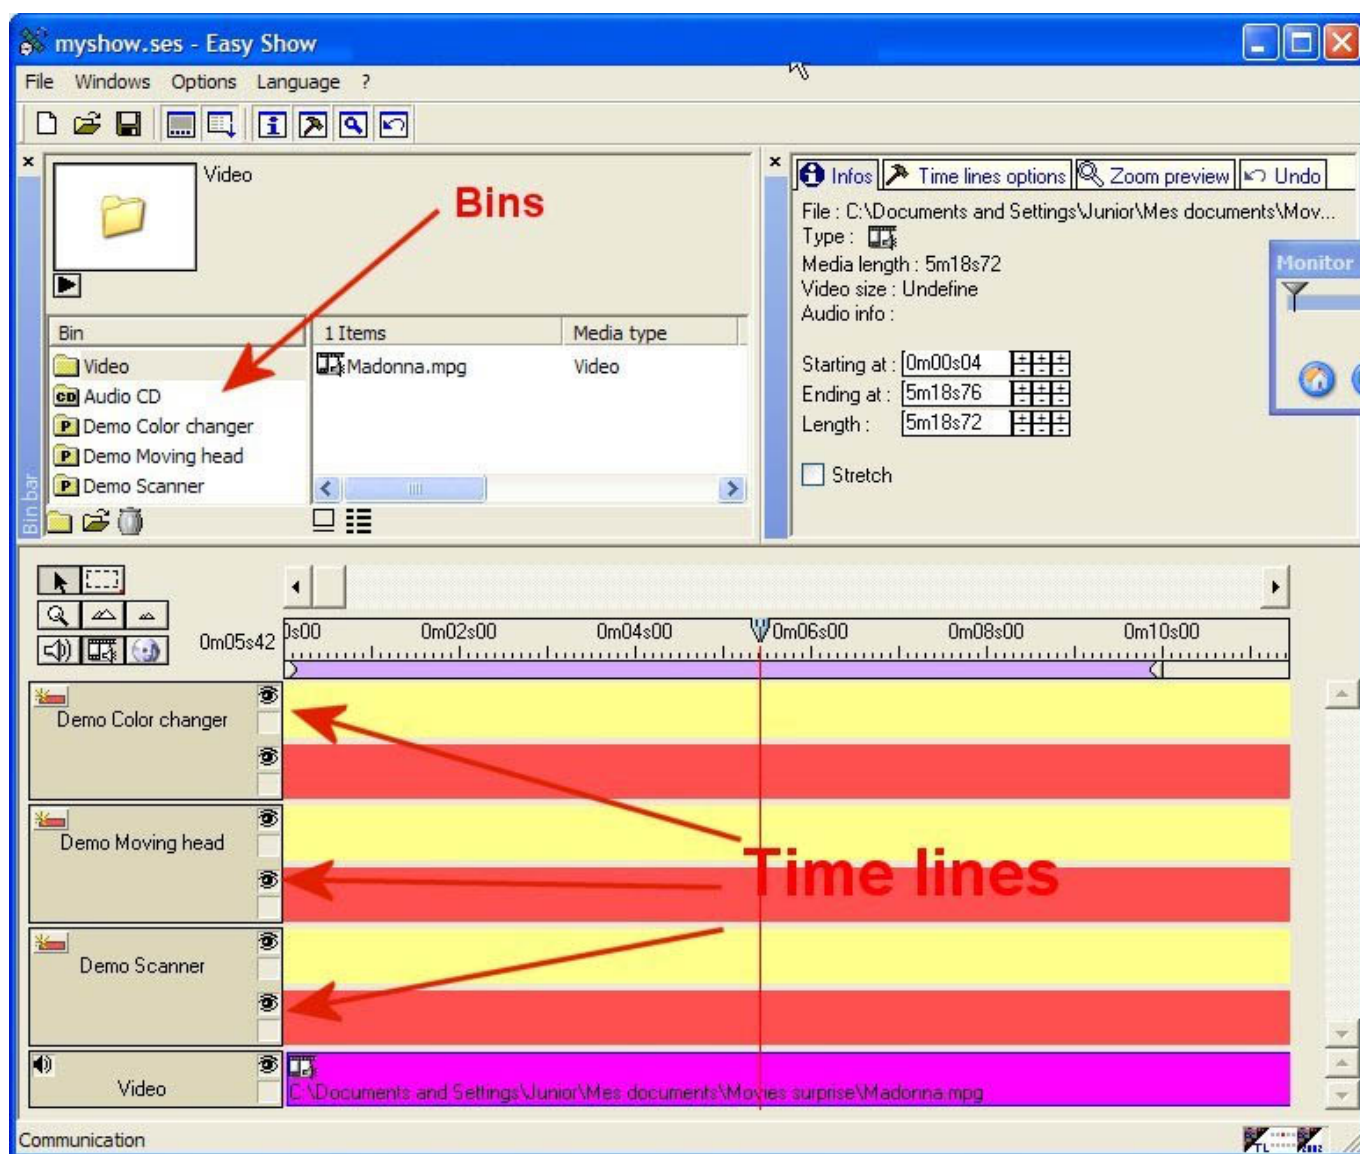 myshow.ses - Easy Show
File Windows Options Language ?
Video
Bins
Bin
1 Items
Media type
Video
Madonna.mpg
Video
CD Audio CD
P Demo Color changer
P Demo Moving head
P Demo Scanner
Bin bar
Infos
Time lines options
Zoom preview
Undo
File : C:\Documents and Settings\Junior\Mes documents\Mov...
Type :
Media length : 5m18s72
Video size : Undefine
Audio info :
Starting at : 0m00s04
Ending at : 5m18s76
Length : 5m18s72
Stretch
Monitor
0m05s42
0s00 0m02s00 0m04s00 0m06s00 0m08s00 0m10s00
Demo Color changer
Demo Moving head
Time lines
Demo Scanner
Video
C:\Documents and Settings\Junior\Mes documents\Movies surprise\Madonna.mpg
Communication
TL